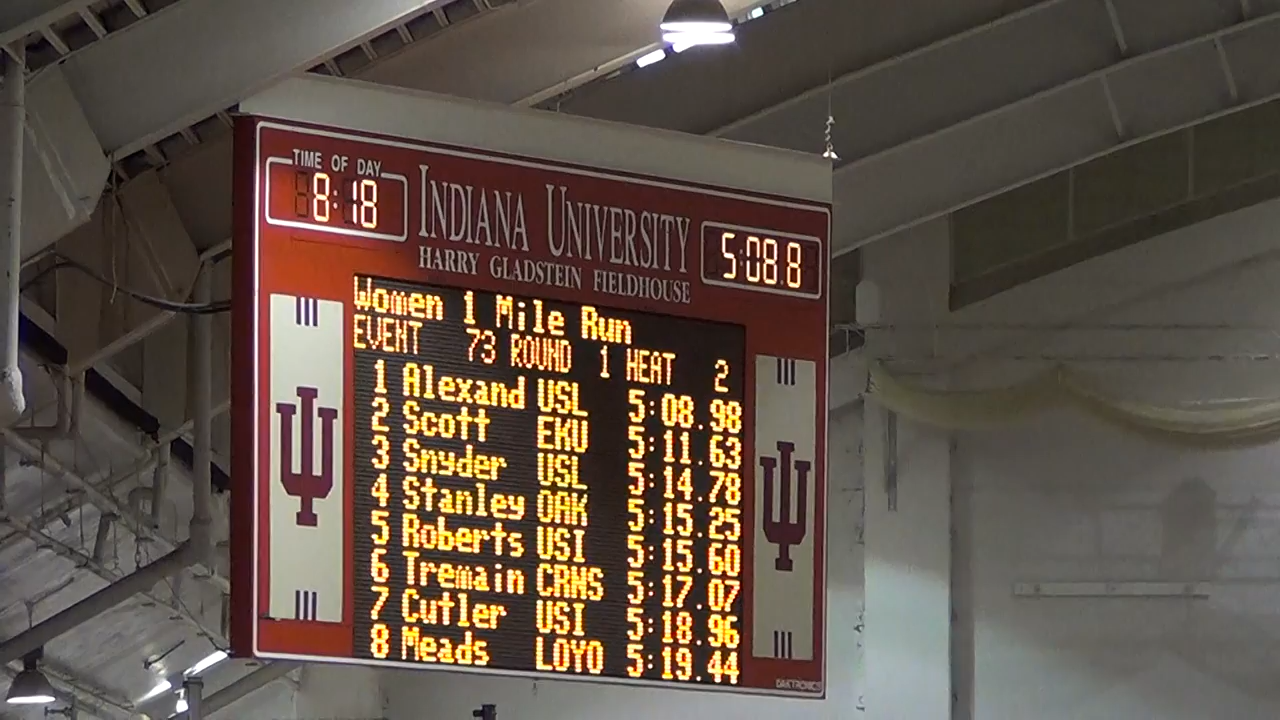 TIME OF DAY
8:18
INDIANA UNIVERSITY
HARRY GLADSTEIN FIELDHOUSE
5:08.8
Women 1 Mile Run
EVENT 73 ROUND 1 HEAT 2
1 Alexand USL 5:08.98
2 Scott EKU 5:11.63
3 Snyder USL 5:14.78
4 Stanley OAK 5:15.25
5 Roberts USI 5:15.60
6 Tremain CRWS 5:17.07
7 Cutler USI 5:18.96
8 Meads LOYO 5:19.44
DAKTRONICS